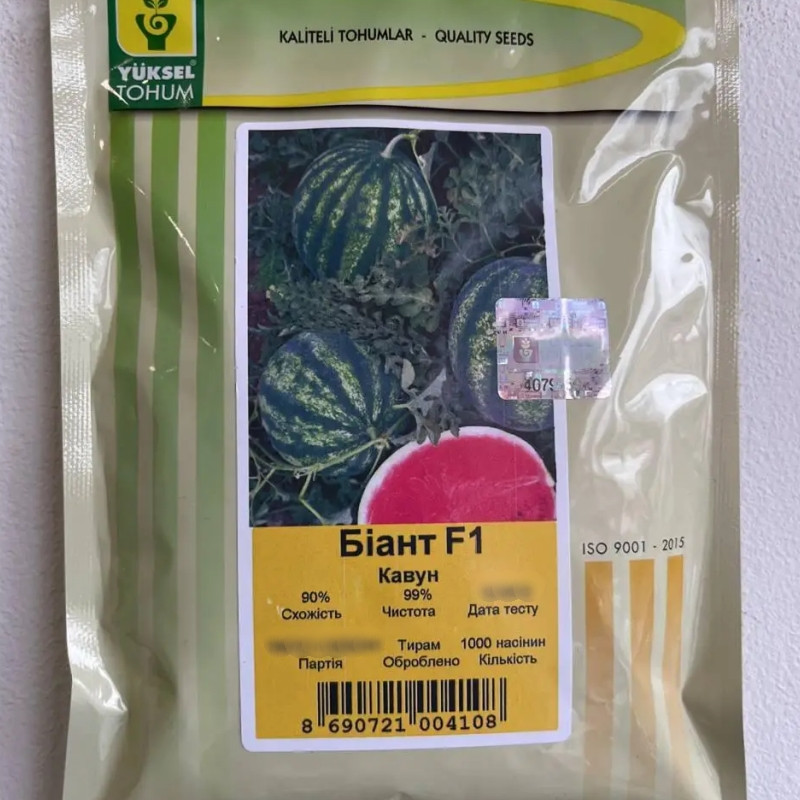 YÜKSEL
TOHUM
KALİTELİ TOHUMLAR - QUALITY SEEDS
4079
ISO 9001 - 2015
Біант F1
Кавун
90% 99%
Схожість Чистота Дата тесту
Тирам 1000 насінин
Партія Оброблено Кількість
8 690721 004108